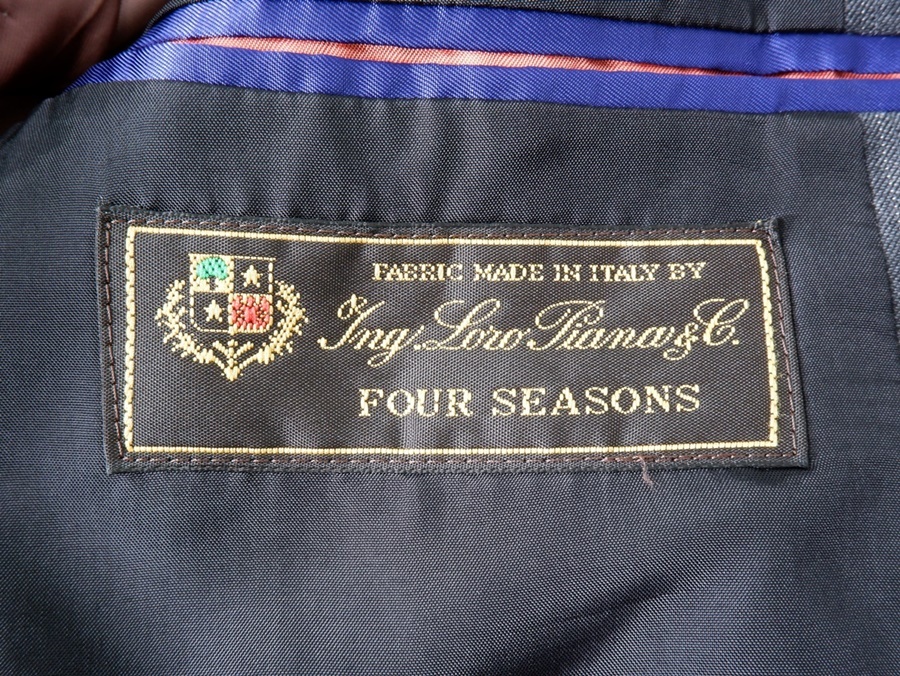 FABRIC MADE IN ITALY BY
Ing. Loro Piana & C.
FOUR SEASONS